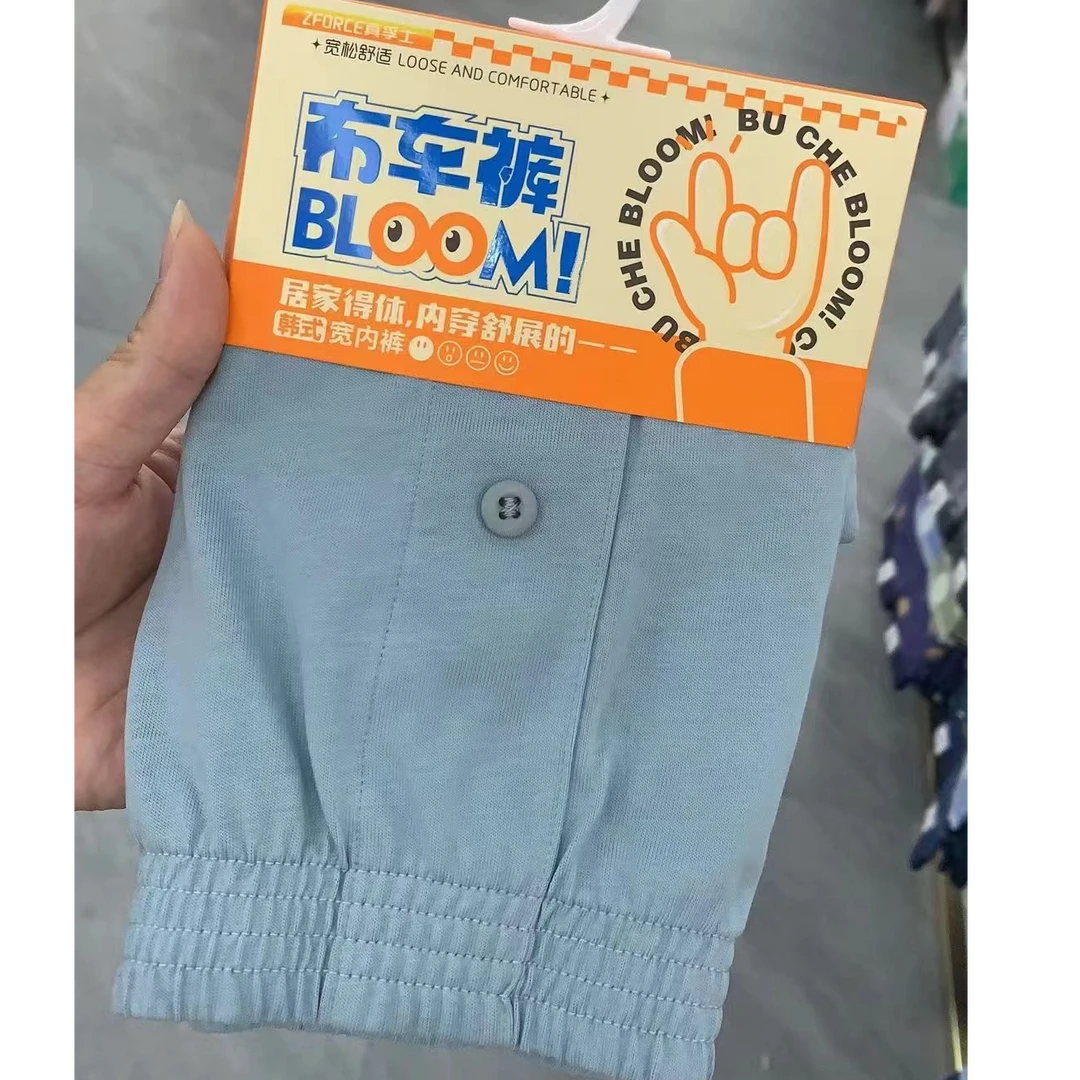 ZFORCE真孚士
宽松舒适 LOOSE AND COMFORTABLE
布车裤
BLOOM!
居家得体,内穿舒展的——
韩式宽内裤
BU CHE BLOOM! BU CHE BLOOM! C